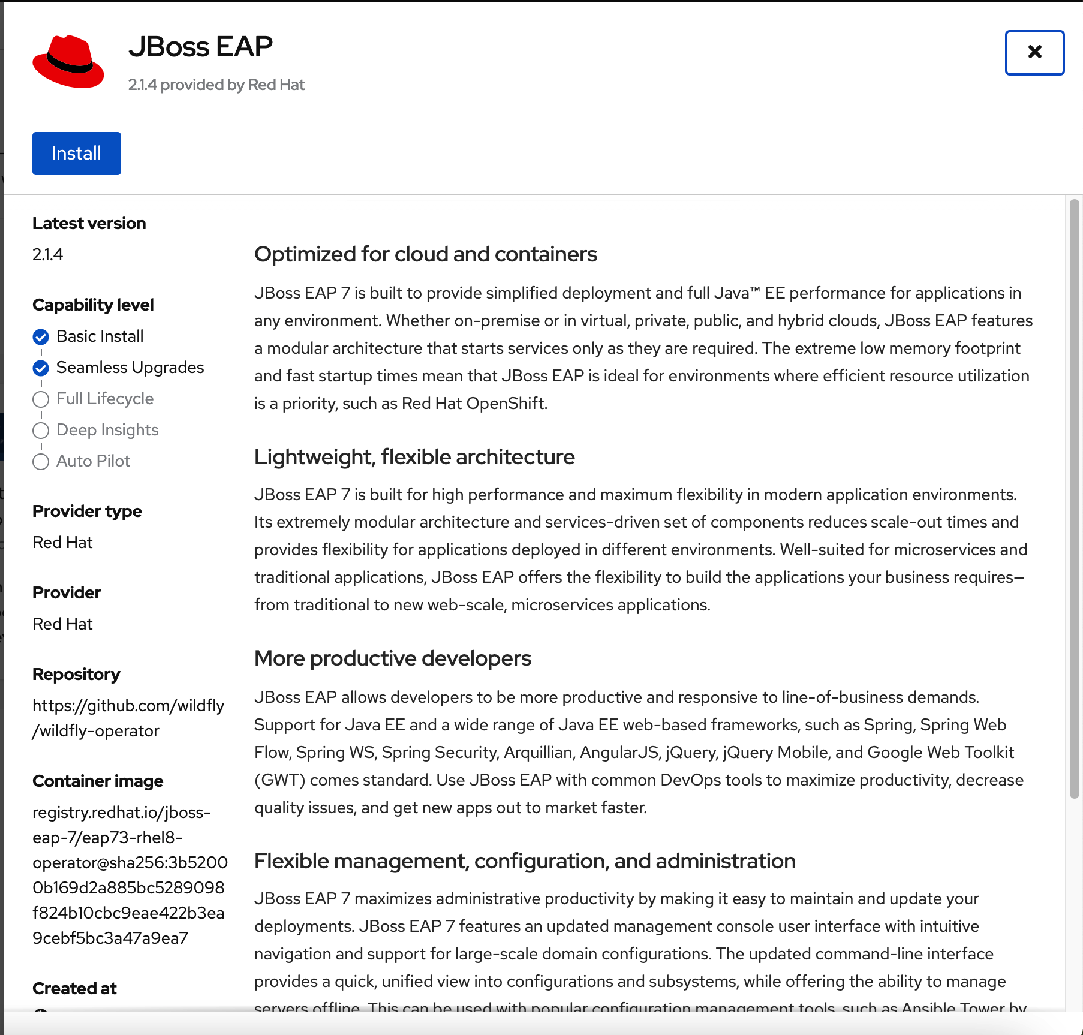 JBoss EAP
2.1.4 provided by Red Hat
Install
Latest version
2.1.4
Capability level
Basic Install
Seamless Upgrades
Full Lifecycle
Deep Insights
Auto Pilot
Provider type
Red Hat
Provider
Red Hat
Repository
https://github.com/wildfly
/wildfly-operator
Container image
registry.redhat.io/jboss-
eap-7/eap73-rhel8-
operator@sha256:3b5200
0b169d2a885bc5289098
f824b10cbc9eae422b3ea
9cebf5bc3a47a9ea7
Created at
Optimized for cloud and containers
JBoss EAP 7 is built to provide simplified deployment and full Java™ EE performance for applications in
any environment. Whether on-premise or in virtual, private, public, and hybrid clouds, JBoss EAP features
a modular architecture that starts services only as they are required. The extreme low memory footprint
and fast startup times mean that JBoss EAP is ideal for environments where efficient resource utilization
is a priority, such as Red Hat OpenShift.
Lightweight, flexible architecture
JBoss EAP 7 is built for high performance and maximum flexibility in modern application environments.
Its extremely modular architecture and services-driven set of components reduces scale-out times and
provides flexibility for applications deployed in different environments. Well-suited for microservices and
traditional applications, JBoss EAP offers the flexibility to build the applications your business requires—
from traditional to new web-scale, microservices applications.
More productive developers
JBoss EAP allows developers to be more productive and responsive to line-of-business demands.
Support for Java EE and a wide range of Java EE web-based frameworks, such as Spring, Spring Web
Flow, Spring WS, Spring Security, Arquillian, AngularJS, jQuery, jQuery Mobile, and Google Web Toolkit
(GWT) comes standard. Use JBoss EAP with common DevOps tools to maximize productivity, decrease
quality issues, and get new apps out to market faster.
Flexible management, configuration, and administration
JBoss EAP 7 maximizes administrative productivity by making it easy to maintain and update your
deployments. JBoss EAP 7 features an updated management console user interface with intuitive
navigation and support for large-scale domain configurations. The updated command-line interface
provides a quick, unified view into configurations and subsystems, while offering the ability to manage
servers offline. This can be used with popular configuration management tools, such as Ansible Tower by